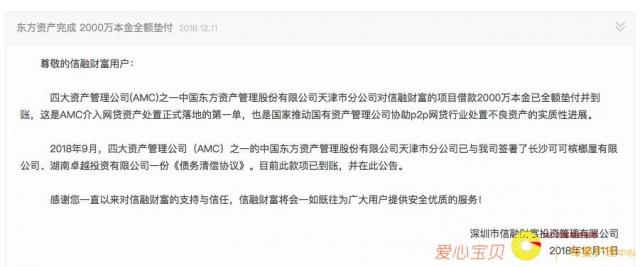 东方资产完成 2000万本金全额垫付 2018.12.11
尊敬的信融财富用户：
四大资产管理公司(AMC)之一中国东方资产管理股份有限公司天津市分公司对信融财富的项目借款2000万本金已全额垫付并到
账，这是AMC介入网贷资产处置正式落地的第一单，也是国家推动国有资产管理公司协助p2p网贷行业处置不良资产的实质性进展。
2018年9月，四大资产管理公司（AMC）之一的中国东方资产管理股份有限公司天津市分公司已与我司签署了长沙可可槟榔屋有限
公司、湖南卓越投资有限公司一份《债务清偿协议》。目前此款项已到账，并在此公告。
感谢您一直以来对信融财富的支持与信任，信融财富将会一如既往为广大用户提供安全优质的服务！
深圳市信融财富投资管理有限公司
2018年12月11日
爱心宝贝